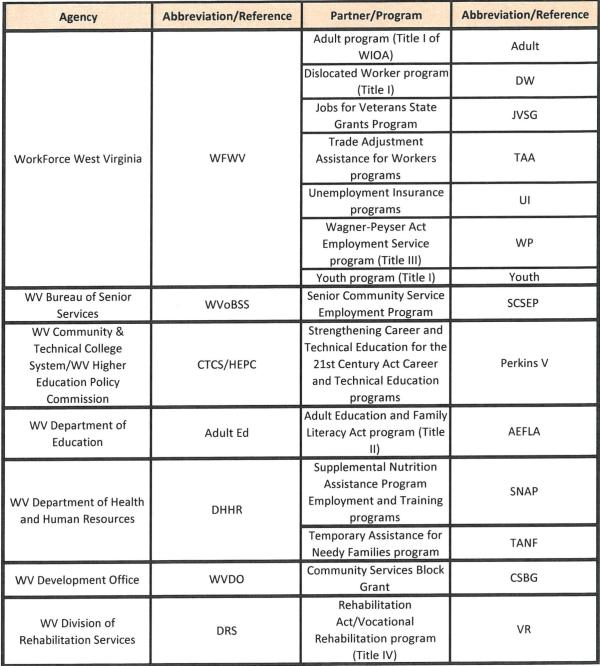 Agency Abbreviation/Reference Partner/Program Abbreviation/Reference
WorkForce West Virginia
WFWV
Adult program (Title I of
WIOA)
Adult
Dislocated Worker program
(Title I)
DW
Jobs for Veterans State
Grants Program
JVSG
Trade Adjustment
Assistance for Workers
programs
TAA
Unemployment Insurance
programs
UI
Wagner-Peyser Act
Employment Service
program (Title III)
WP
Youth program (Title I)
Youth
WV Bureau of Senior
Services
WVoBSS
Senior Community Service
Employment Program
SCSEP
WV Community &
Technical College
System/WV Higher
Education Policy
Commission
CTCS/HEPC
Strengthening Career and
Technical Education for the
21st Century Act Career
and Technical Education
programs
Perkins V
WV Department of
Education
Adult Ed
Adult Education and Family
Literacy Act program (Title
II)
AEFLA
WV Department of Health
and Human Resources
DHHR
Supplemental Nutrition
Assistance Program
Employment and Training
programs
SNAP
Temporary Assistance for
Needy Families program
TANF
WV Development Office
WVDO
Community Services Block
Grant
CSBG
WV Division of
Rehabilitation Services
DRS
Rehabilitation
Act/Vocational
Rehabilitation program
(Title IV)
VR